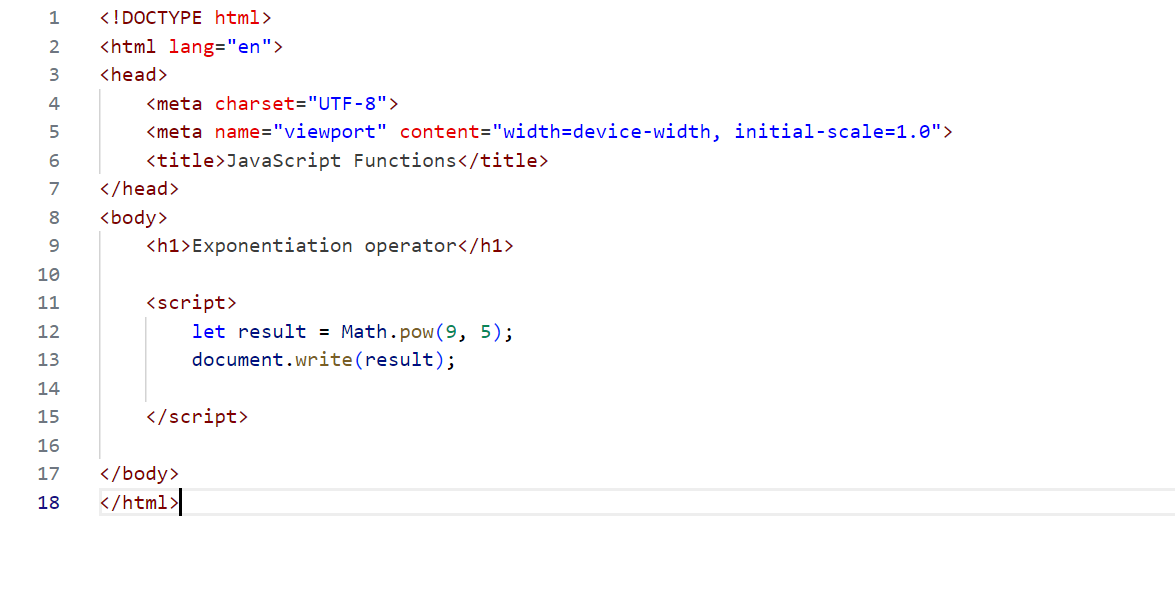 1 <!DOCTYPE html>
2 <html lang="en">
3 <head>
4     <meta charset="UTF-8">
5     <meta name="viewport" content="width=device-width, initial-scale=1.0">
6     <title>JavaScript Functions</title>
7 </head>
8 <body>
9     <h1>Exponentiation operator</h1>
10
11     <script>
12         let result = Math.pow(9, 5);
13         document.write(result);
14
15     </script>
16
17 </body>
18 </html>